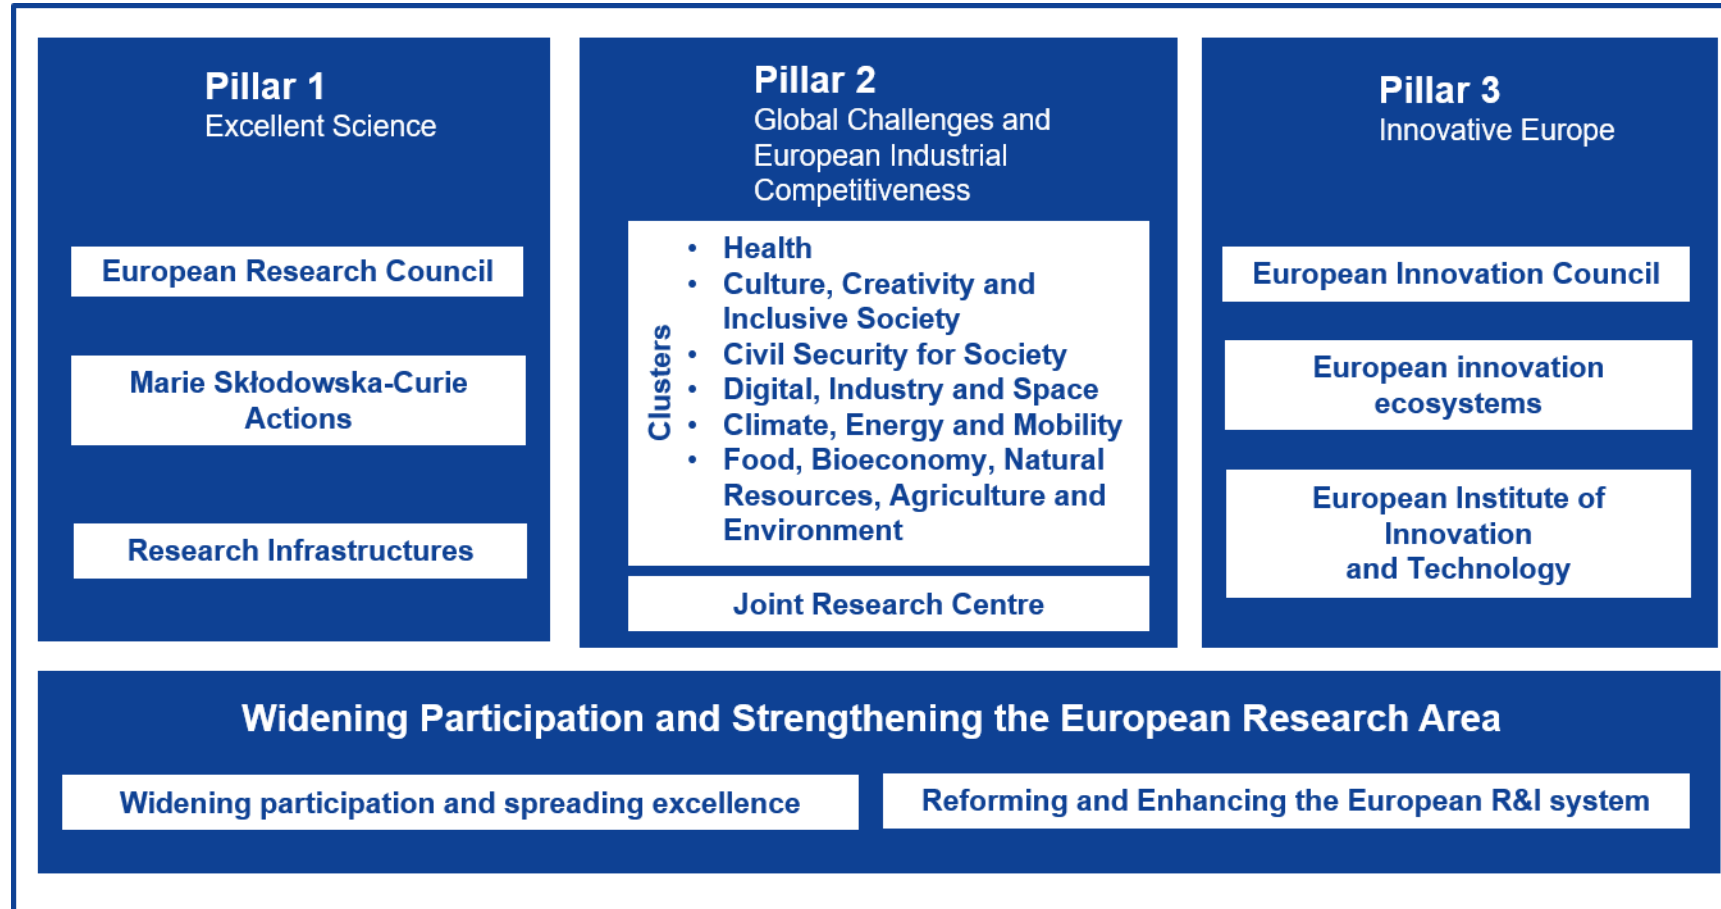 Pillar 1
Excellent Science
European Research Council
Marie Skłodowska-Curie
Actions
Research Infrastructures
Pillar 2
Global Challenges and
European Industrial
Competitiveness
Clusters
• Health
• Culture, Creativity and
Inclusive Society
• Civil Security for Society
• Digital, Industry and Space
• Climate, Energy and Mobility
• Food, Bioeconomy, Natural
Resources, Agriculture and
Environment
Joint Research Centre
Pillar 3
Innovative Europe
European Innovation Council
European innovation
ecosystems
European Institute of
Innovation
and Technology
Widening Participation and Strengthening the European Research Area
Widening participation and spreading excellence
Reforming and Enhancing the European R&I system